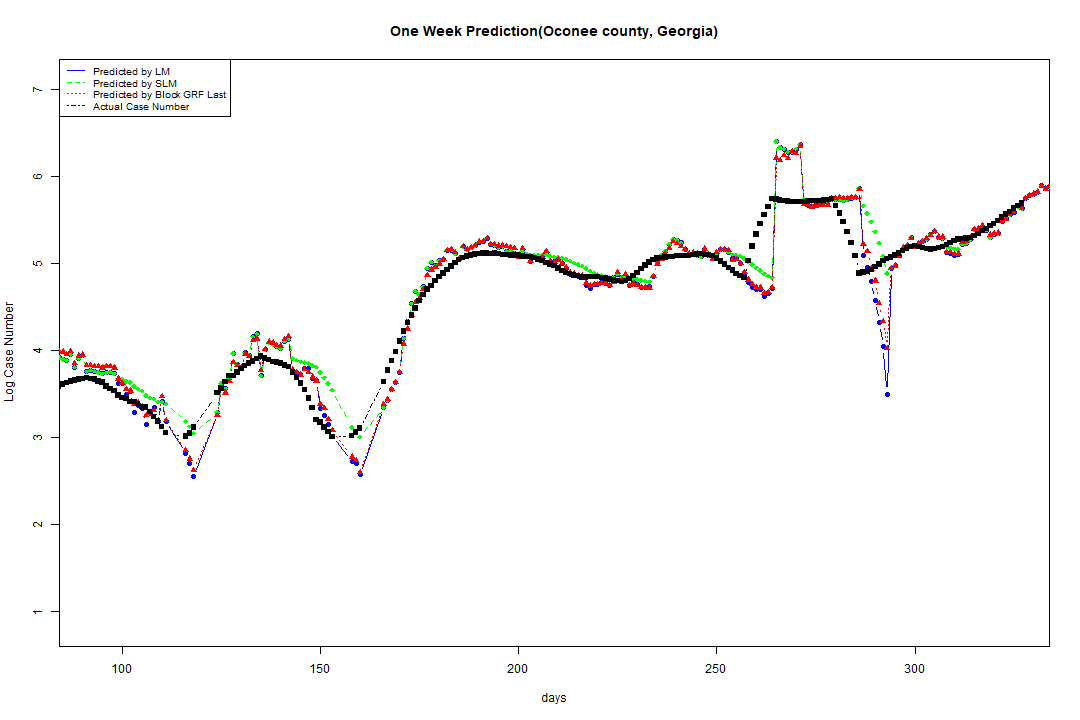 One Week Prediction(Oconee county, Georgia)
Predicted by LM
Predicted by SLM
Predicted by Block GRF Last
Actual Case Number
7
6
5
4
3
2
1
Log Case Number
100 150 200 250 300
days